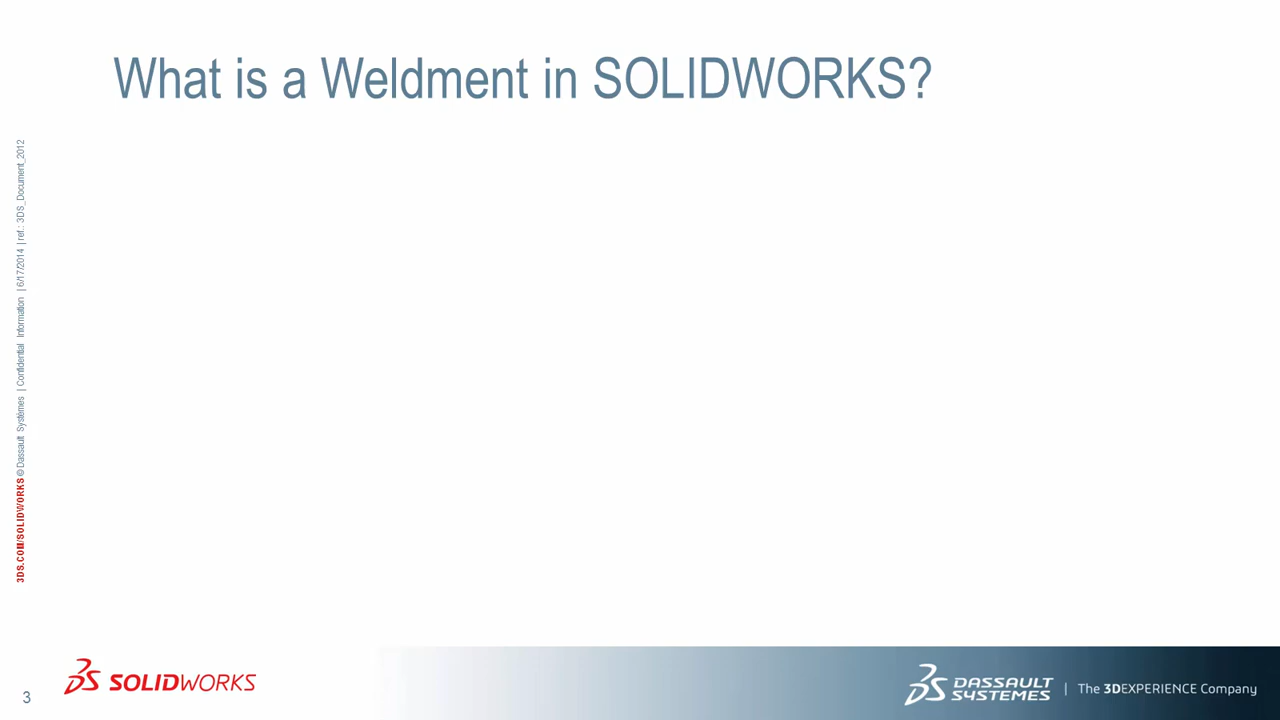 What is a Weldment in SOLIDWORKS?
3DS.COM/SOLIDWORKS © Dassault Systèmes | Confidential Information | 6/17/2014 | ref.: 3DS_Document_2012
3
SOLIDWORKS
DASSAULT SYSTEMES | The 3DEXPERIENCE Company